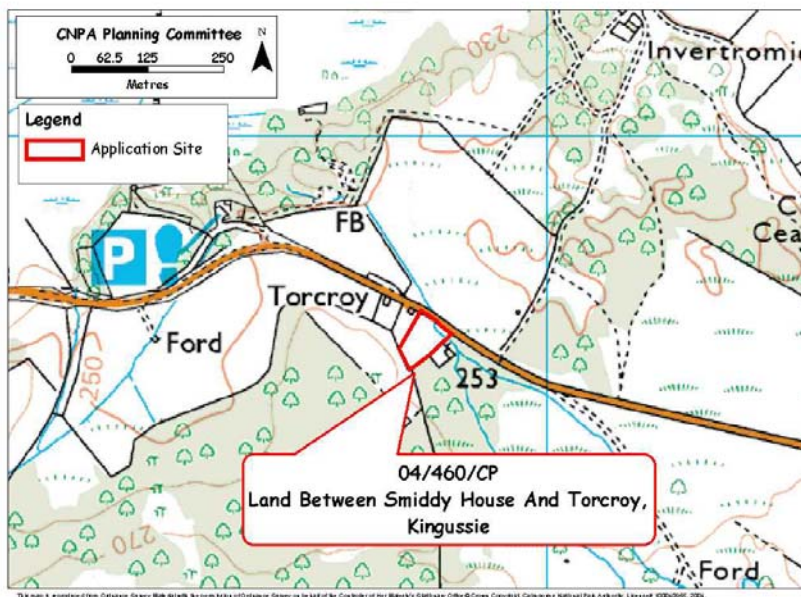 CNPA Planning Committee
N
0 62.5 125 250
Metres
Legend
Application Site
230
Invertromie
P
FB
Torcroy
Ford
250
253
04/460/CP
Land Between Smiddy House And Torcroy,
Kingussie
270
Ford